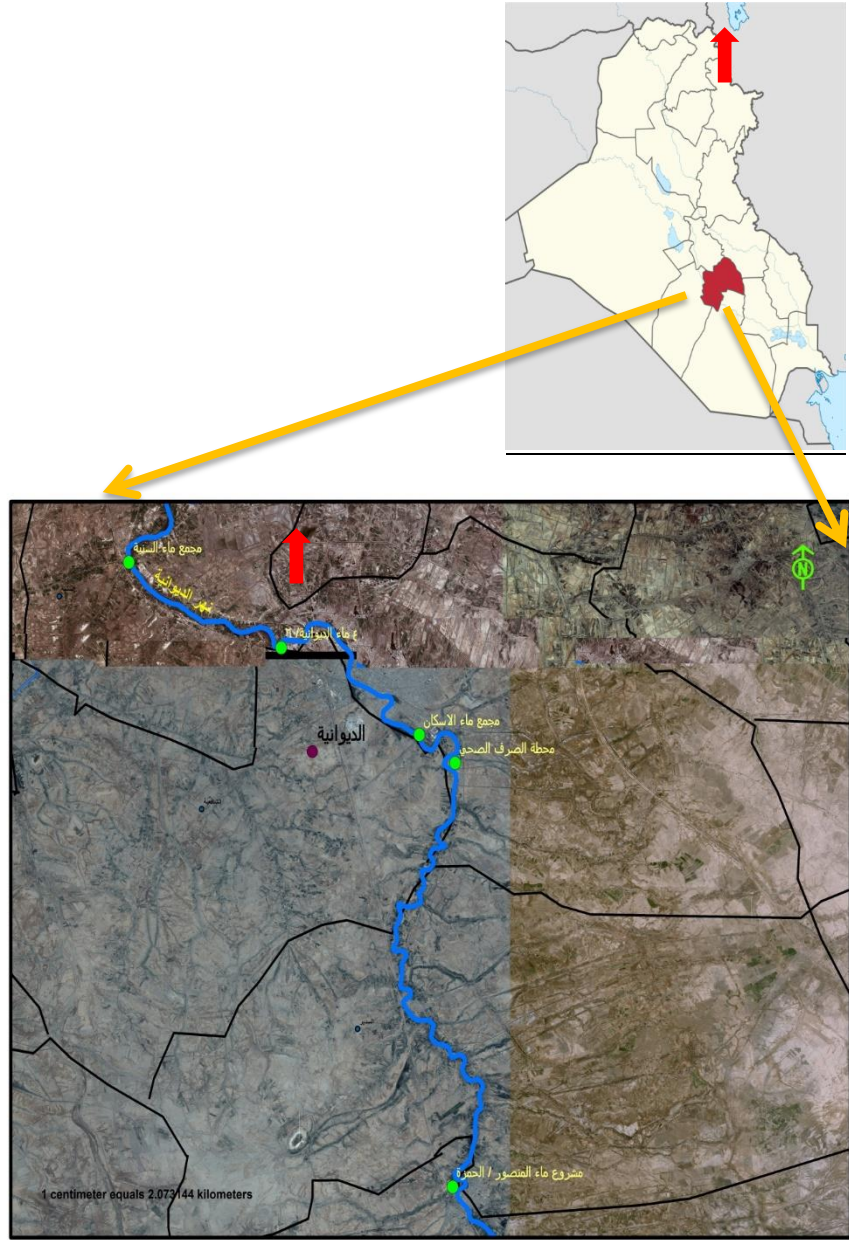 مجمع ماء السنية
N
نهر الديوانية
ع ماء الديوانية/٦
مجمع ماء الاسكان
الديوانية
محطة الصرف الصحي
مشروع ماء المنصور / الحمزة
1 centimeter equals 2.073144 kilometers